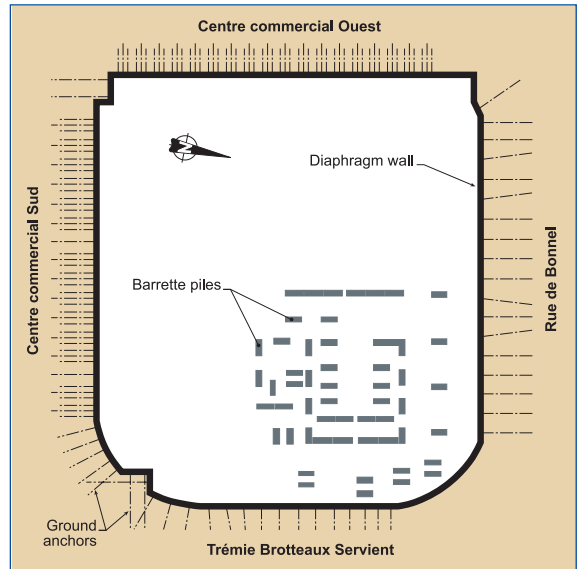 Centre commercial Ouest
Diaphragm wall
Centre commercial Sud
Barrette piles
Rue de Bonnel
Ground
anchors
Trémie Brotteaux Servient